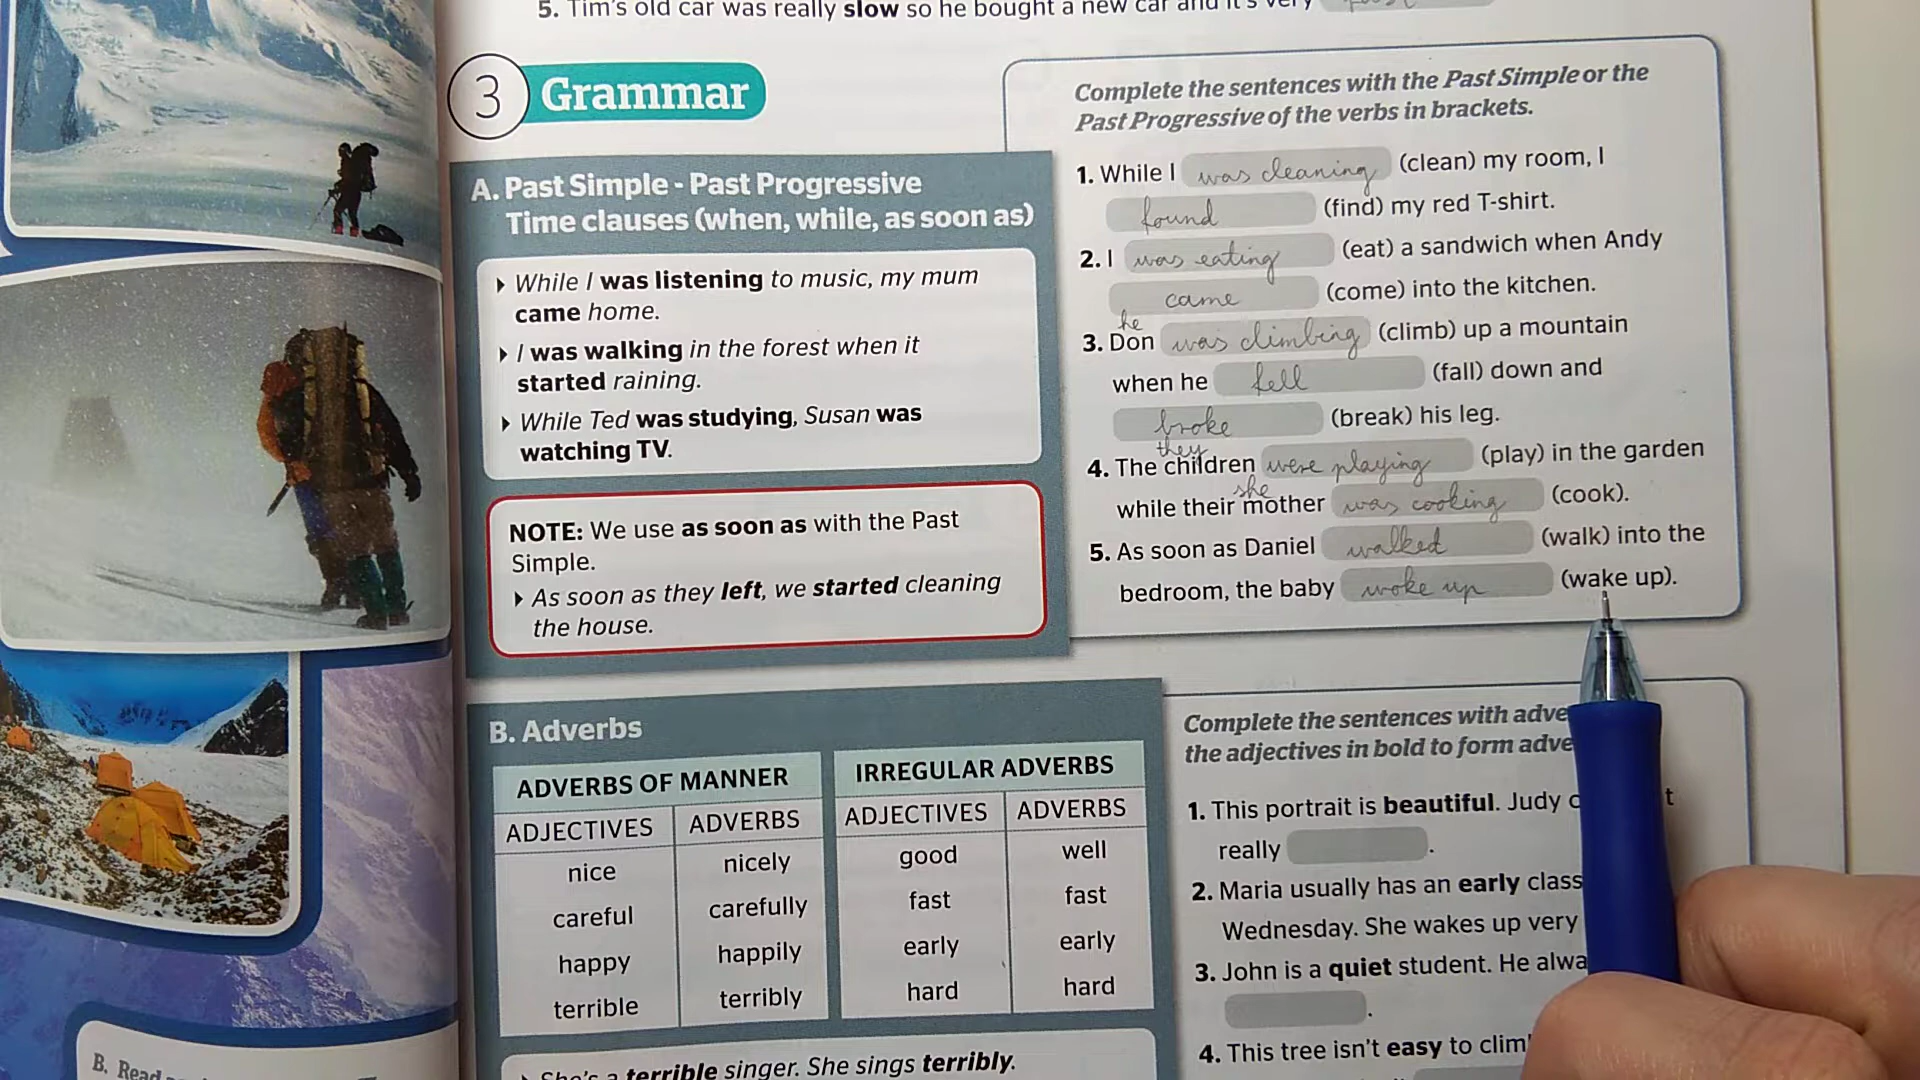 5. Tim's old car was really slow so he bought a new car and it's very fast
3 Grammar
A. Past Simple - Past Progressive
Time clauses (when, while, as soon as)
While I was listening to music, my mum
came home.
I was walking in the forest when it
started raining.
While Ted was studying, Susan was
watching TV.
NOTE: We use as soon as with the Past
Simple.
As soon as they left, we started cleaning
the house.
Complete the sentences with the Past Simple or the
Past Progressive of the verbs in brackets.
1. While I was cleaning (clean) my room, I
found (find) my red T-shirt.
2. I was eating (eat) a sandwich when Andy
came (come) into the kitchen.
he
3. Don was climbing (climb) up a mountain
when he fell (fall) down and
broke (break) his leg.
they
4. The children were playing (play) in the garden
she
while their mother was cooking (cook).
5. As soon as Daniel walked (walk) into the
bedroom, the baby woke up (wake up).
B. Adverbs
ADVERBS OF MANNER
ADJECTIVES ADVERBS
nice nicely
careful carefully
happy happily
terrible terribly
IRREGULAR ADVERBS
ADJECTIVES ADVERBS
good well
fast fast
early early
hard hard
She's a terrible singer. She sings terribly.
Complete the sentences with
the adjectives in bold to form
1. This portrait is beautiful. Judy
really .
2. Maria usually has an early class
Wednesday. She wakes up very
3. John is a quiet student. He
.
4. This tree isn't easy to
B. Read